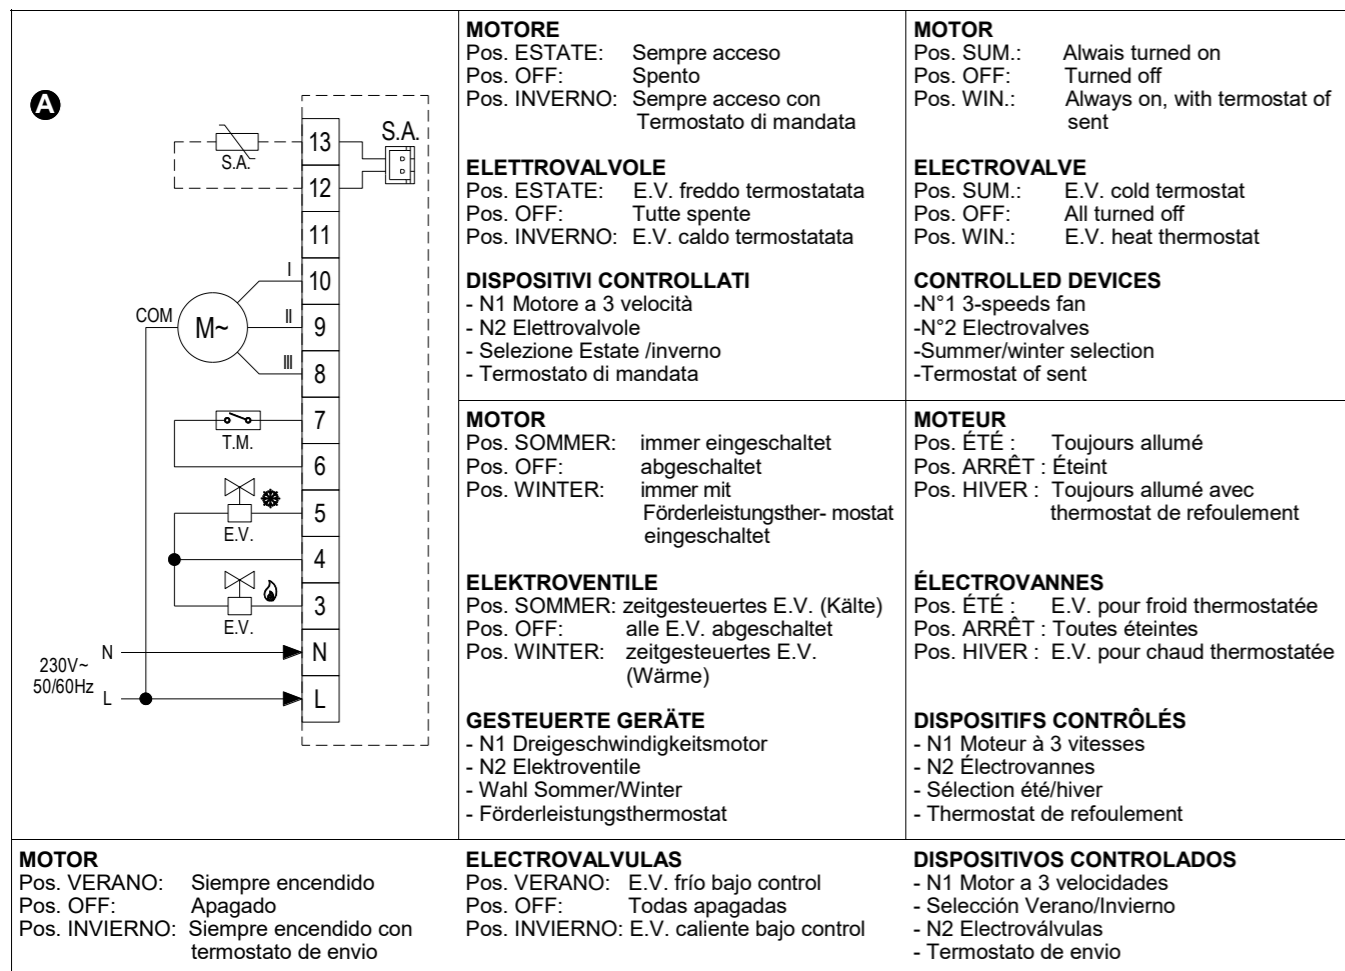 A
S.A.
S.A.
13
12
11
10
9
8
7
6
5
4
3
N
L
I
II
III
COM
M~
T.M.
E.V.
E.V.
N
230V~
50/60Hz
L
MOTORE
Pos. ESTATE: Sempre acceso
Pos. OFF: Spento
Pos. INVERNO: Sempre acceso con
Termostato di mandata
ELETTROVALVOLE
Pos. ESTATE: E.V. freddo termostatata
Pos. OFF: Tutte spente
Pos. INVERNO: E.V. caldo termostatata
DISPOSITIVI CONTROLLATI
- N1 Motore a 3 velocità
- N2 Elettrovalvole
- Selezione Estate /inverno
- Termostato di mandata
MOTOR
Pos. SUM.: Alwais turned on
Pos. OFF: Turned off
Pos. WIN.: Always on, with termostat of
sent
ELECTROVALVE
Pos. SUM.: E.V. cold termostat
Pos. OFF: All turned off
Pos. WIN.: E.V. heat thermostat
CONTROLLED DEVICES
-N°1 3-speeds fan
-N°2 Electrovalves
-Summer/winter selection
-Termostat of sent
MOTOR
Pos. SOMMER: immer eingeschaltet
Pos. OFF: abgeschaltet
Pos. WINTER: immer mit
Förderleistungsther- mostat
eingeschaltet
ELEKTROVENTILE
Pos. SOMMER: zeitgesteuertes E.V. (Kälte)
Pos. OFF: alle E.V. abgeschaltet
Pos. WINTER: zeitgesteuertes E.V.
(Wärme)
GESTEUERTE GERÄTE
- N1 Dreigeschwindigkeitsmotor
- N2 Elektroventile
- Wahl Sommer/Winter
- Förderleistungsthermostat
MOTEUR
Pos. ÉTÉ : Toujours allumé
Pos. ARRÊT : Éteint
Pos. HIVER : Toujours allumé avec
thermostat de refoulement
ÉLECTROVANNES
Pos. ÉTÉ : E.V. pour froid thermostatée
Pos. ARRÊT : Toutes éteintes
Pos. HIVER : E.V. pour chaud thermostatée
DISPOSITIFS CONTRÔLÉS
- N1 Moteur à 3 vitesses
- N2 Électrovannes
- Sélection été/hiver
- Thermostat de refoulement
MOTOR
Pos. VERANO: Siempre encendido
Pos. OFF: Apagado
Pos. INVIERNO: Siempre encendido con
termostato de envio
ELECTROVALVULAS
Pos. VERANO: E.V. frío bajo control
Pos. OFF: Todas apagadas
Pos. INVIERNO: E.V. caliente bajo control
DISPOSITIVOS CONTROLADOS
- N1 Motor a 3 velocidades
- Selección Verano/Invierno
- N2 Electroválvulas
- Termostato de envio